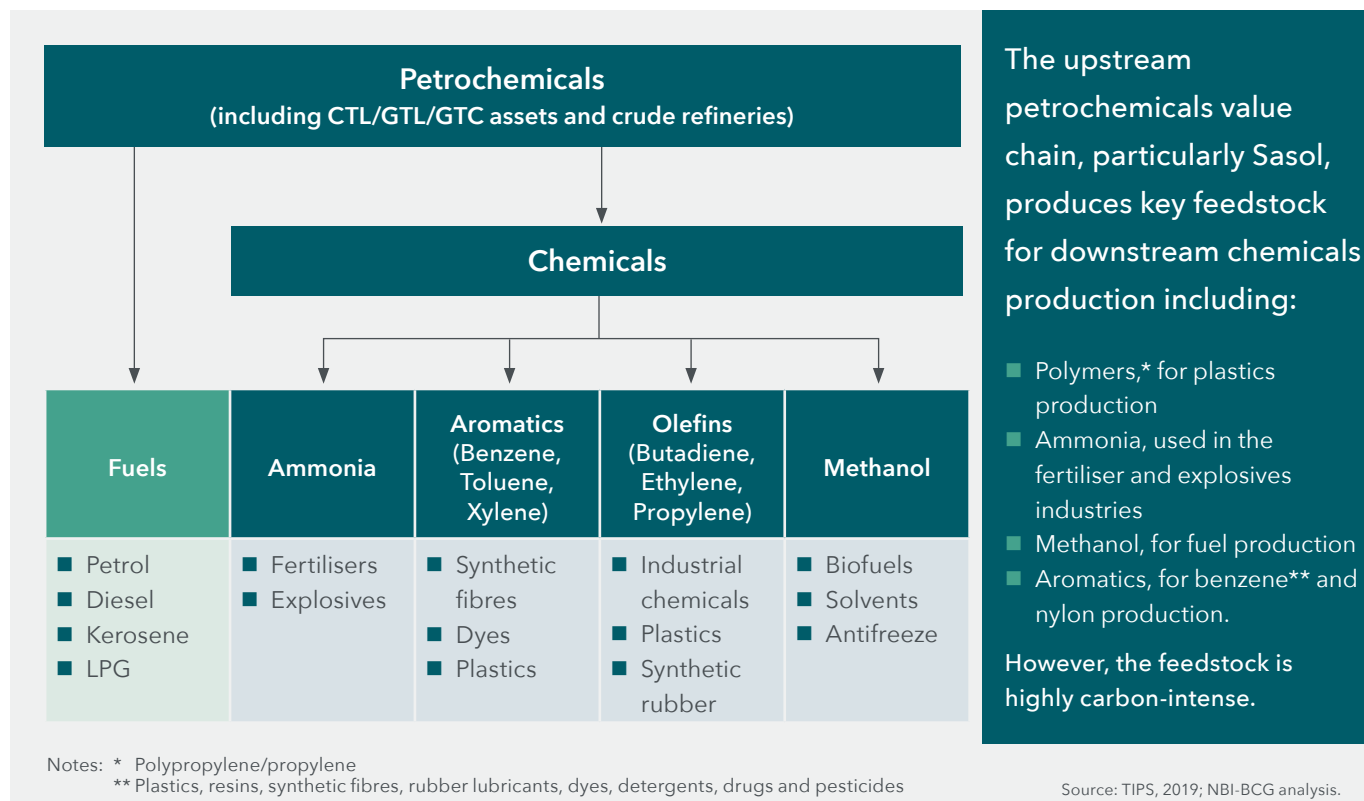 Petrochemicals
(including CTL/GTL/GTC assets and crude refineries)
Chemicals
Fuels
Ammonia
Aromatics
(Benzene,
Toluene,
Xylene)
Olefins
(Butadiene,
Ethylene,
Propylene)
Methanol
Petrol
Diesel
Kerosene
LPG
Fertilisers
Explosives
Synthetic
fibres
Dyes
Plastics
Industrial
chemicals
Plastics
Synthetic
rubber
Biofuels
Solvents
Antifreeze
The upstream
petrochemicals value
chain, particularly Sasol,
produces key feedstock
for downstream chemicals
production including:
Polymers,* for plastics
production
Ammonia, used in the
fertiliser and explosives
industries
Methanol, for fuel production
Aromatics, for benzene** and
nylon production.
However, the feedstock is
highly carbon-intense.
Notes: * Polypropylene/propylene
** Plastics, resins, synthetic fibres, rubber lubricants, dyes, detergents, drugs and pesticides
Source: TIPS, 2019; NBI-BCG analysis.